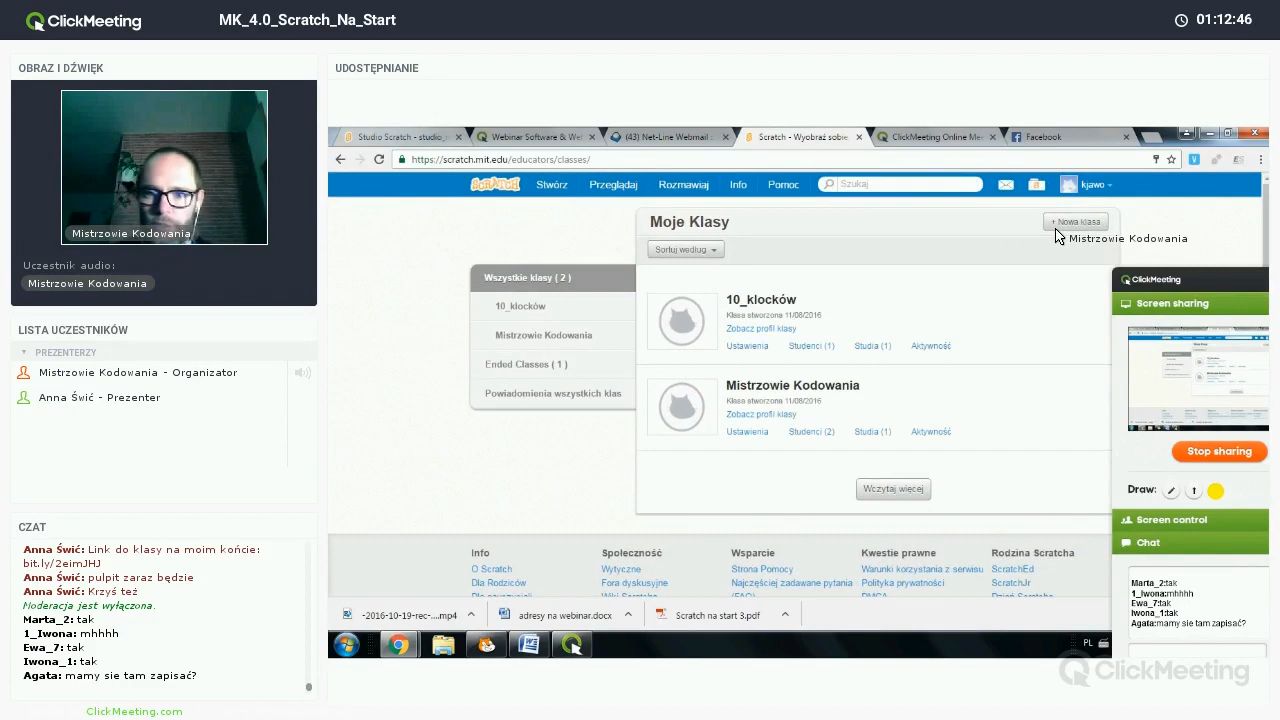 ClickMeeting
MK_4.0_Scratch_Na_Start
01:12:46
OBRAZ I DŹWIĘK
Mistrzowie Kodowania
Uczestnik audio:
Mistrzowie Kodowania
LISTA UCZESTNIKÓW
PREZENTERZY
Mistrzowie Kodowania - Organizator
Anna Świć - Prezenter
CZAT
Anna Świć: Link do klasy na moim końcie:
bit.ly/2eimJHJ
Anna Świć: pulpit zaraz będzie
Anna Świć: Krzyś też
Moderacja jest wyłączona.
Marta_2: tak
1_Iwona: mhhhh
Ewa_7: tak
Iwona_1: tak
Agata: mamy sie tam zapisać?
ClickMeeting.com
UDOSTĘPNIANIE
Studio Scratch - studio_
Webinar Software & We
(43) Net-Line Webmail :
Scratch - Wyobraź sobie
ClickMeeting Online Me
Facebook
https://scratch.mit.edu/educators/classes/
SCRATCH
Stwórz
Przeglądaj
Rozmawiaj
Info
Pomoc
Szukaj
kjawo
Moje Klasy
+ Nowa klasa
Mistrzowie Kodowania
Sortuj według
Wszystkie klasy ( 2 )
10_klocków
Mistrzowie Kodowania
Ended Classes ( 1 )
Powiadomienia wszystkich klas
10_klocków
Klasa stworzona 11/08/2016
Zobacz profil klasy
Ustawienia Studenci (1) Studia (1) Aktywność
Mistrzowie Kodowania
Klasa stworzona 11/08/2016
Zobacz profil klasy
Ustawienia Studenci (2) Studia (1) Aktywność
Wczytaj więcej
Info Społeczność Wsparcie Kwestie prawne Rodzina Scratcha
O Scratch Wytyczne Strona Pomocy Warunki korzystania z serwisu ScratchEd
Dla Rodziców Fora dyskusyjne Najczęściej zadawane pytania Polityka prywatności ScratchJr
(FAQ) DMCA
ClickMeeting
Screen sharing
Stop sharing
Draw:
Screen control
Chat
Marta_2:tak
1_Iwona:mhhhhh
Ewa_7:tak
Iwona_1:tak
Agata:mamy sie tam zapisać?
-2016-10-19-rec-....mp4
adresy na webinar.docx
Scratch na start 3.pdf
PL
ClickMeeting